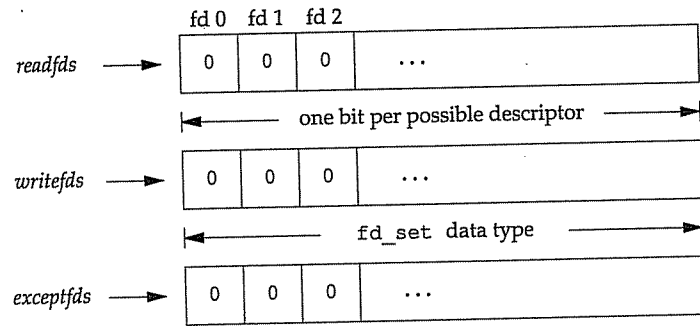 fd 0 fd 1 fd 2
readfds 0 0 0 ...
one bit per possible descriptor
writefds 0 0 0 ...
fd_set data type
exceptfds 0 0 0 ...